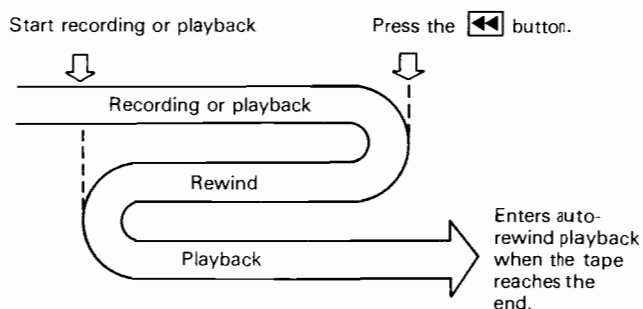 Start recording or playback
Press the ◀◀ button.
Recording or playback
Rewind
Playback
Enters auto-
rewind playback
when the tape
reaches the
end.